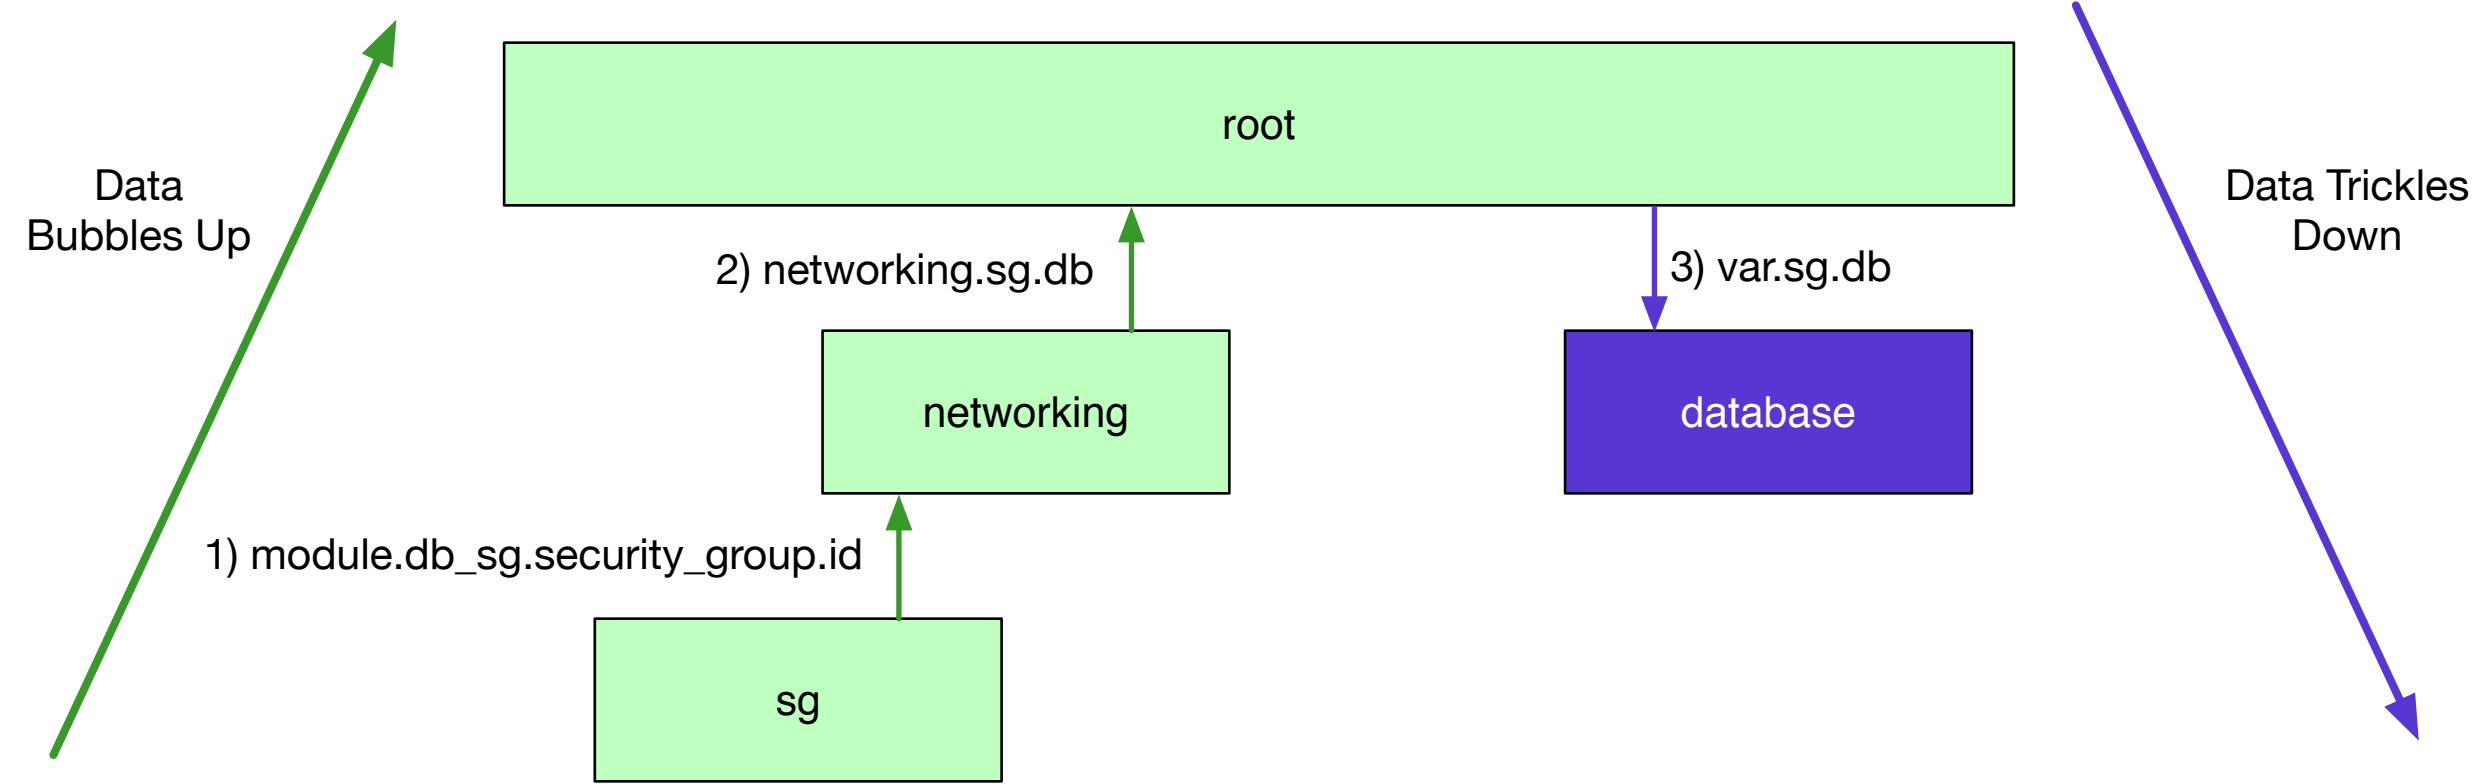 root
Data
Bubbles Up
Data Trickles
Down
2) networking.sg.db
3) var.sg.db
networking
database
1) module.db_sg.security_group.id
sg